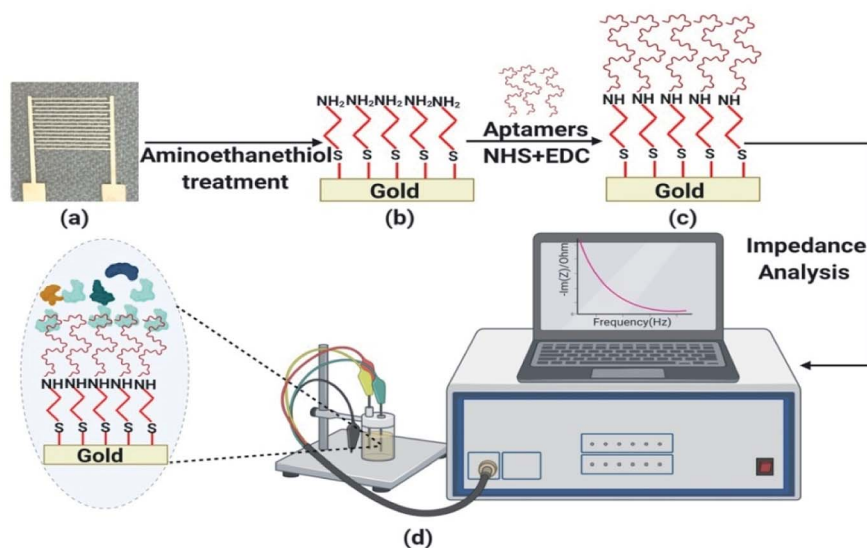 NH₂NH₂NH₂NH₂NH₂
Aptamers
NHS+EDC
NH NH NH NH NH
Aminoethanethiol
treatment
S S S S S
S S S S S
Gold
Gold
(a)
(b)
(c)
Impedance
Analysis
-Im(Z)/Ohm
Frequency(Hz)
NHNHNHNHNH
S S S S S
Gold
(d)